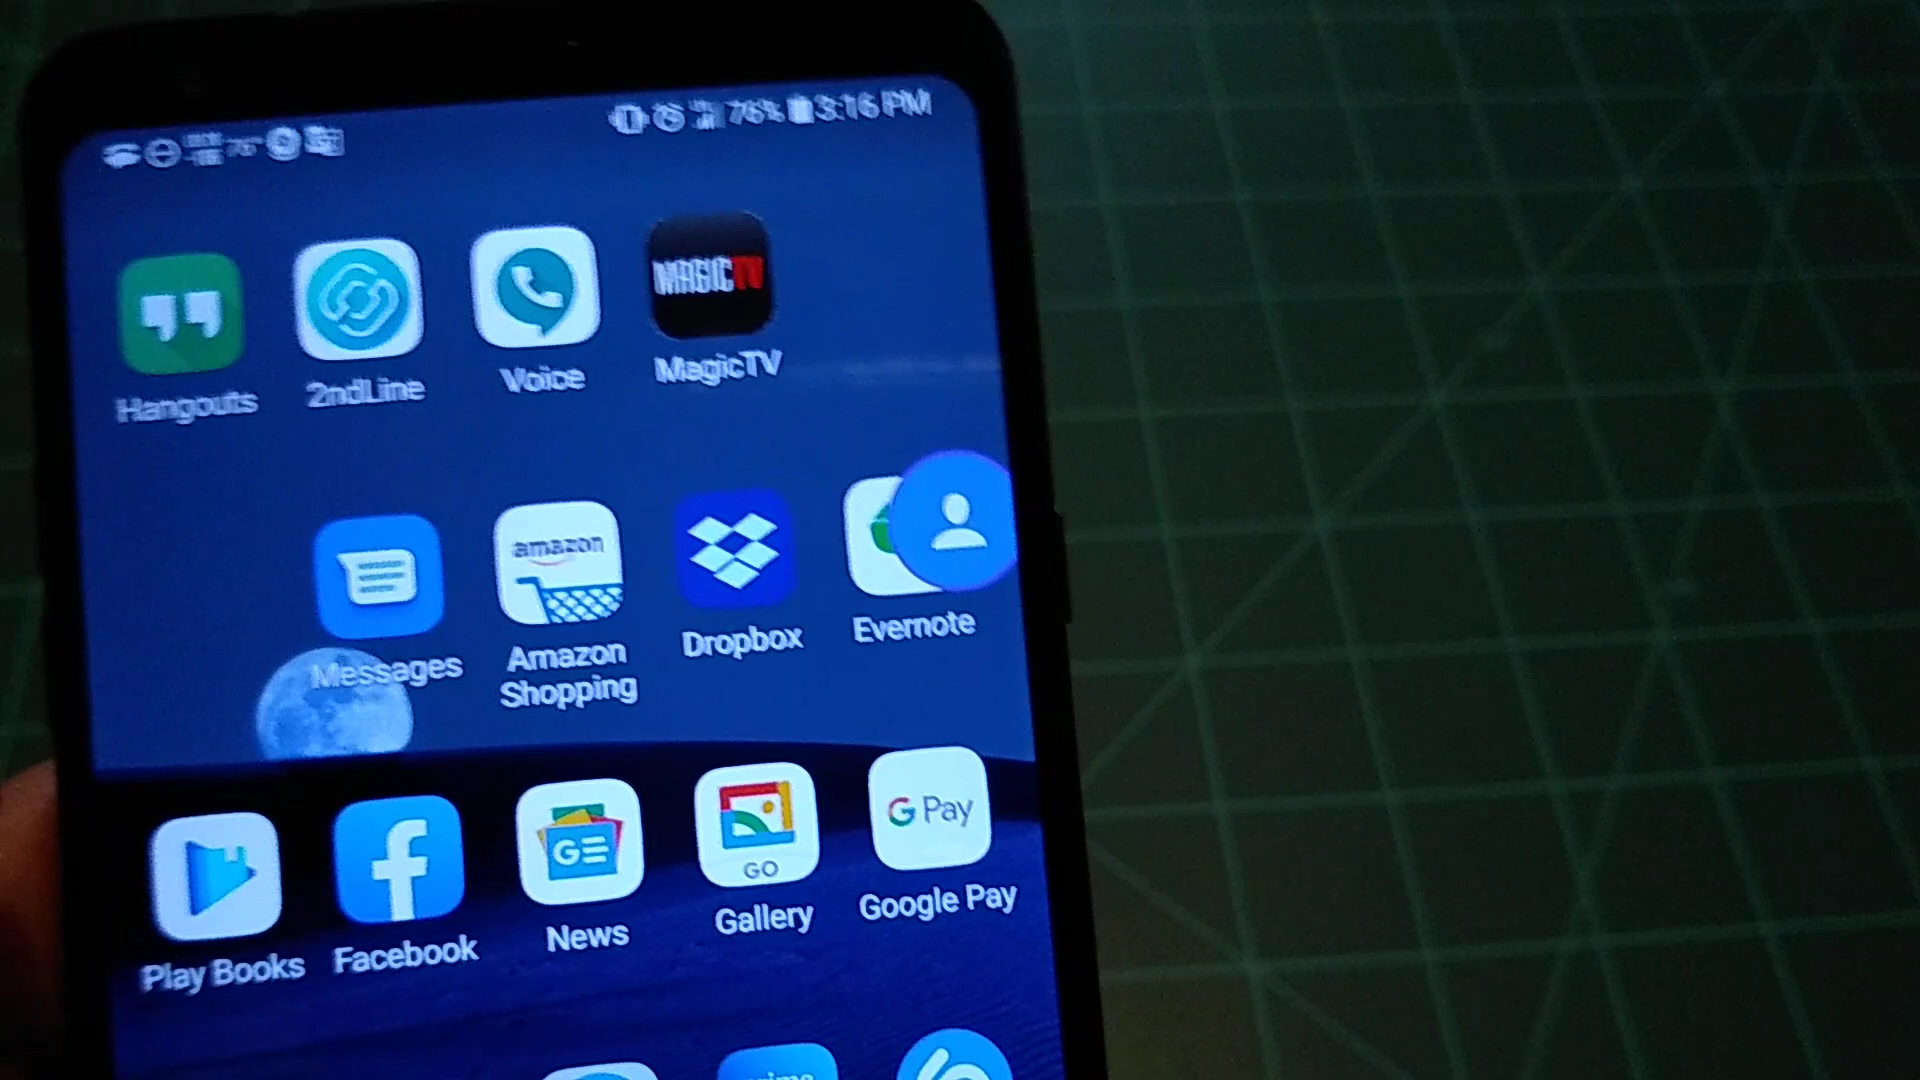 76% 3:16 PM
MAGICTV
Hangouts
2ndLine
Voice
MagicTV
amazon
Messages
Amazon
Shopping
Dropbox
Evernote
GE
GO
G Pay
Play Books
Facebook
News
Gallery
Google Pay